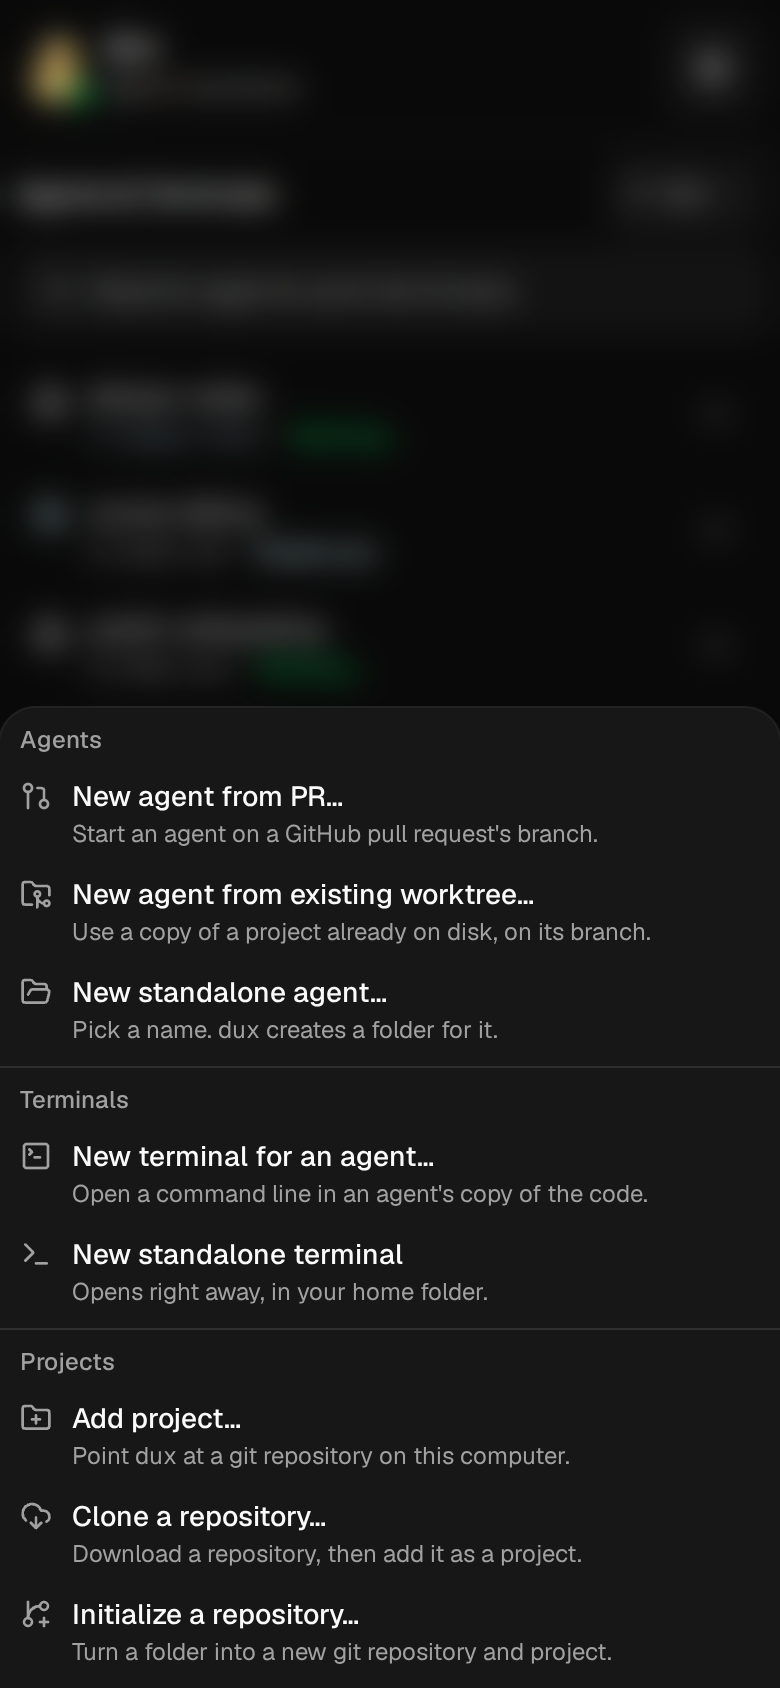 Agents
New agent from PR...
Start an agent on a GitHub pull request's branch.
New agent from existing worktree...
Use a copy of a project already on disk, on its branch.
New standalone agent...
Pick a name. dux creates a folder for it.
Terminals
New terminal for an agent...
Open a command line in an agent's copy of the code.
New standalone terminal
Opens right away, in your home folder.
Projects
Add project...
Point dux at a git repository on this computer.
Clone a repository...
Download a repository, then add it as a project.
Initialize a repository...
Turn a folder into a new git repository and project.